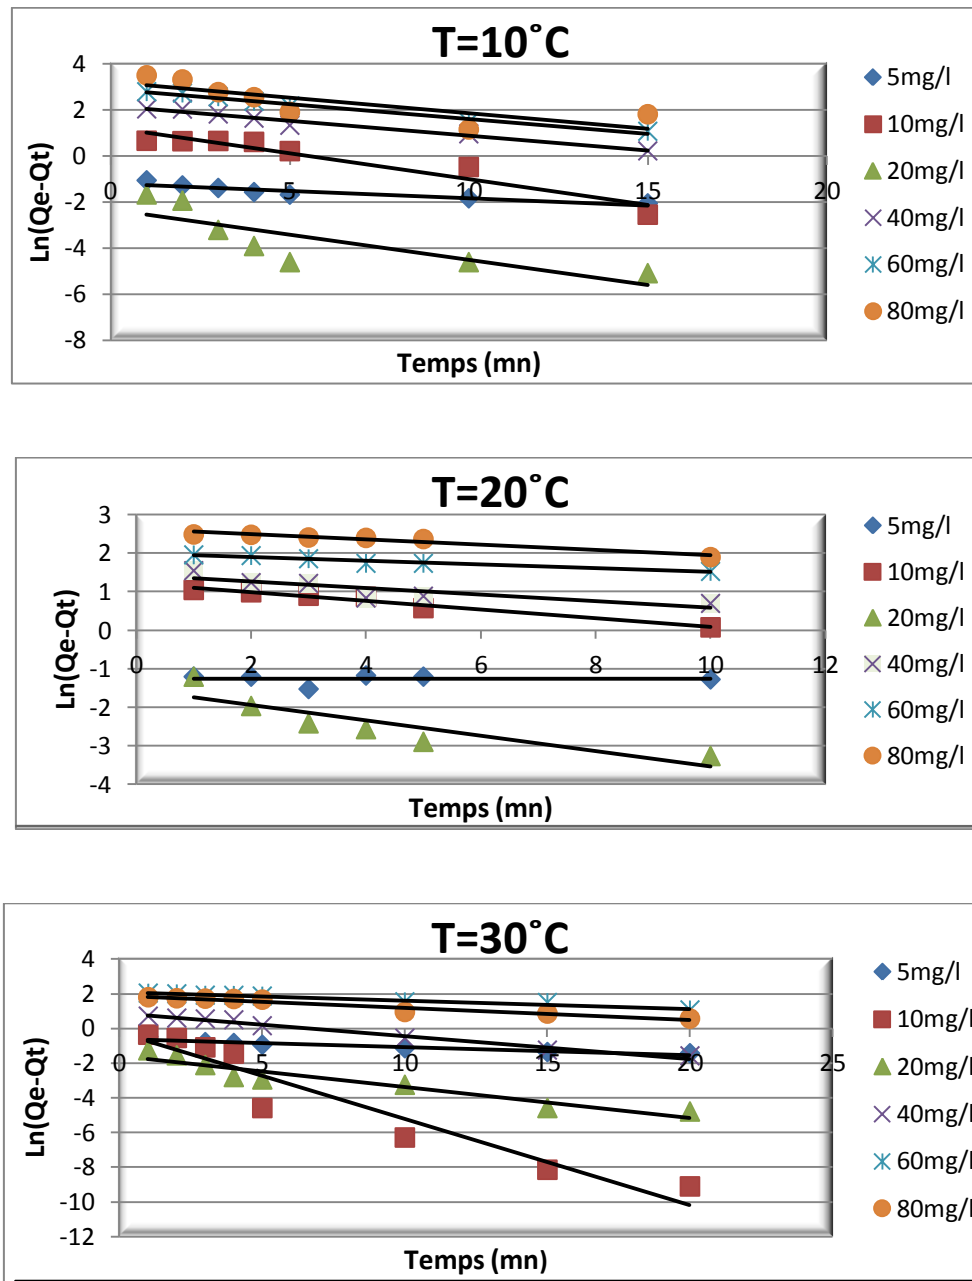 T=10°C
4
2
0
-2
-4
-6
-8
0
5
10
15
20
Ln(Qe-Qt)
Temps (mn)
5mg/l
10mg/l
20mg/l
40mg/l
60mg/l
80mg/l
T=20°C
3
2
1
0
-1
-2
-3
-4
0
2
4
6
8
10
12
Ln(Qe-Qt)
Temps (mn)
5mg/l
10mg/l
20mg/l
40mg/l
60mg/l
80mg/l
T=30°C
4
2
0
-2
-4
-6
-8
-10
-12
0
5
10
15
20
25
Ln(Qe-Qt)
Temps (mn)
5mg/l
10mg/l
20mg/l
40mg/l
60mg/l
80mg/l